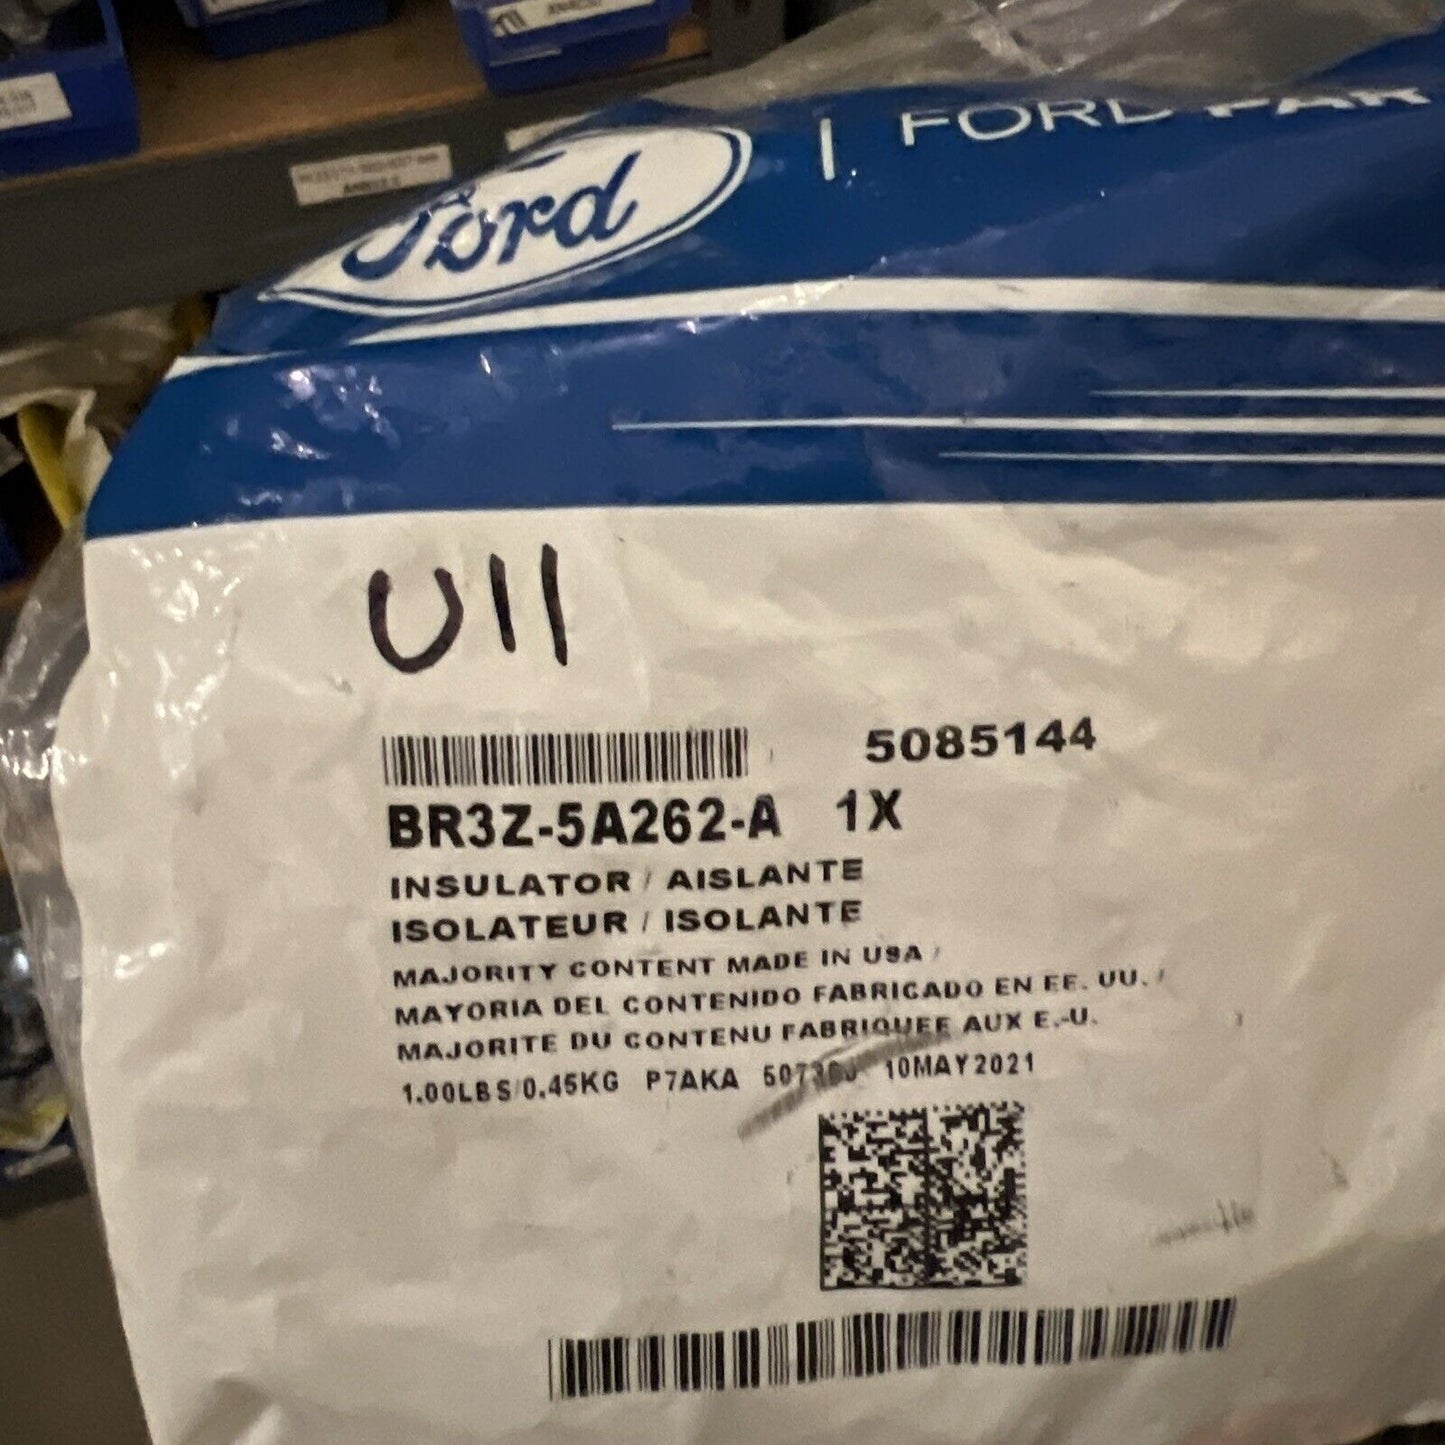 Ford | FORD PAR
U11
5085144
BR3Z-5A262-A 1X
INSULATOR / AISLANTE
ISOLATEUR / ISOLANTE
MAJORITY CONTENT MADE IN USA /
MAYORIA DEL CONTENIDO FABRICADO EN EE. UU. /
MAJORITE DU CONTENU FABRIQUEE AUX E.-U.
1.00LBS/0.45KG P7AKA 10MAY2021